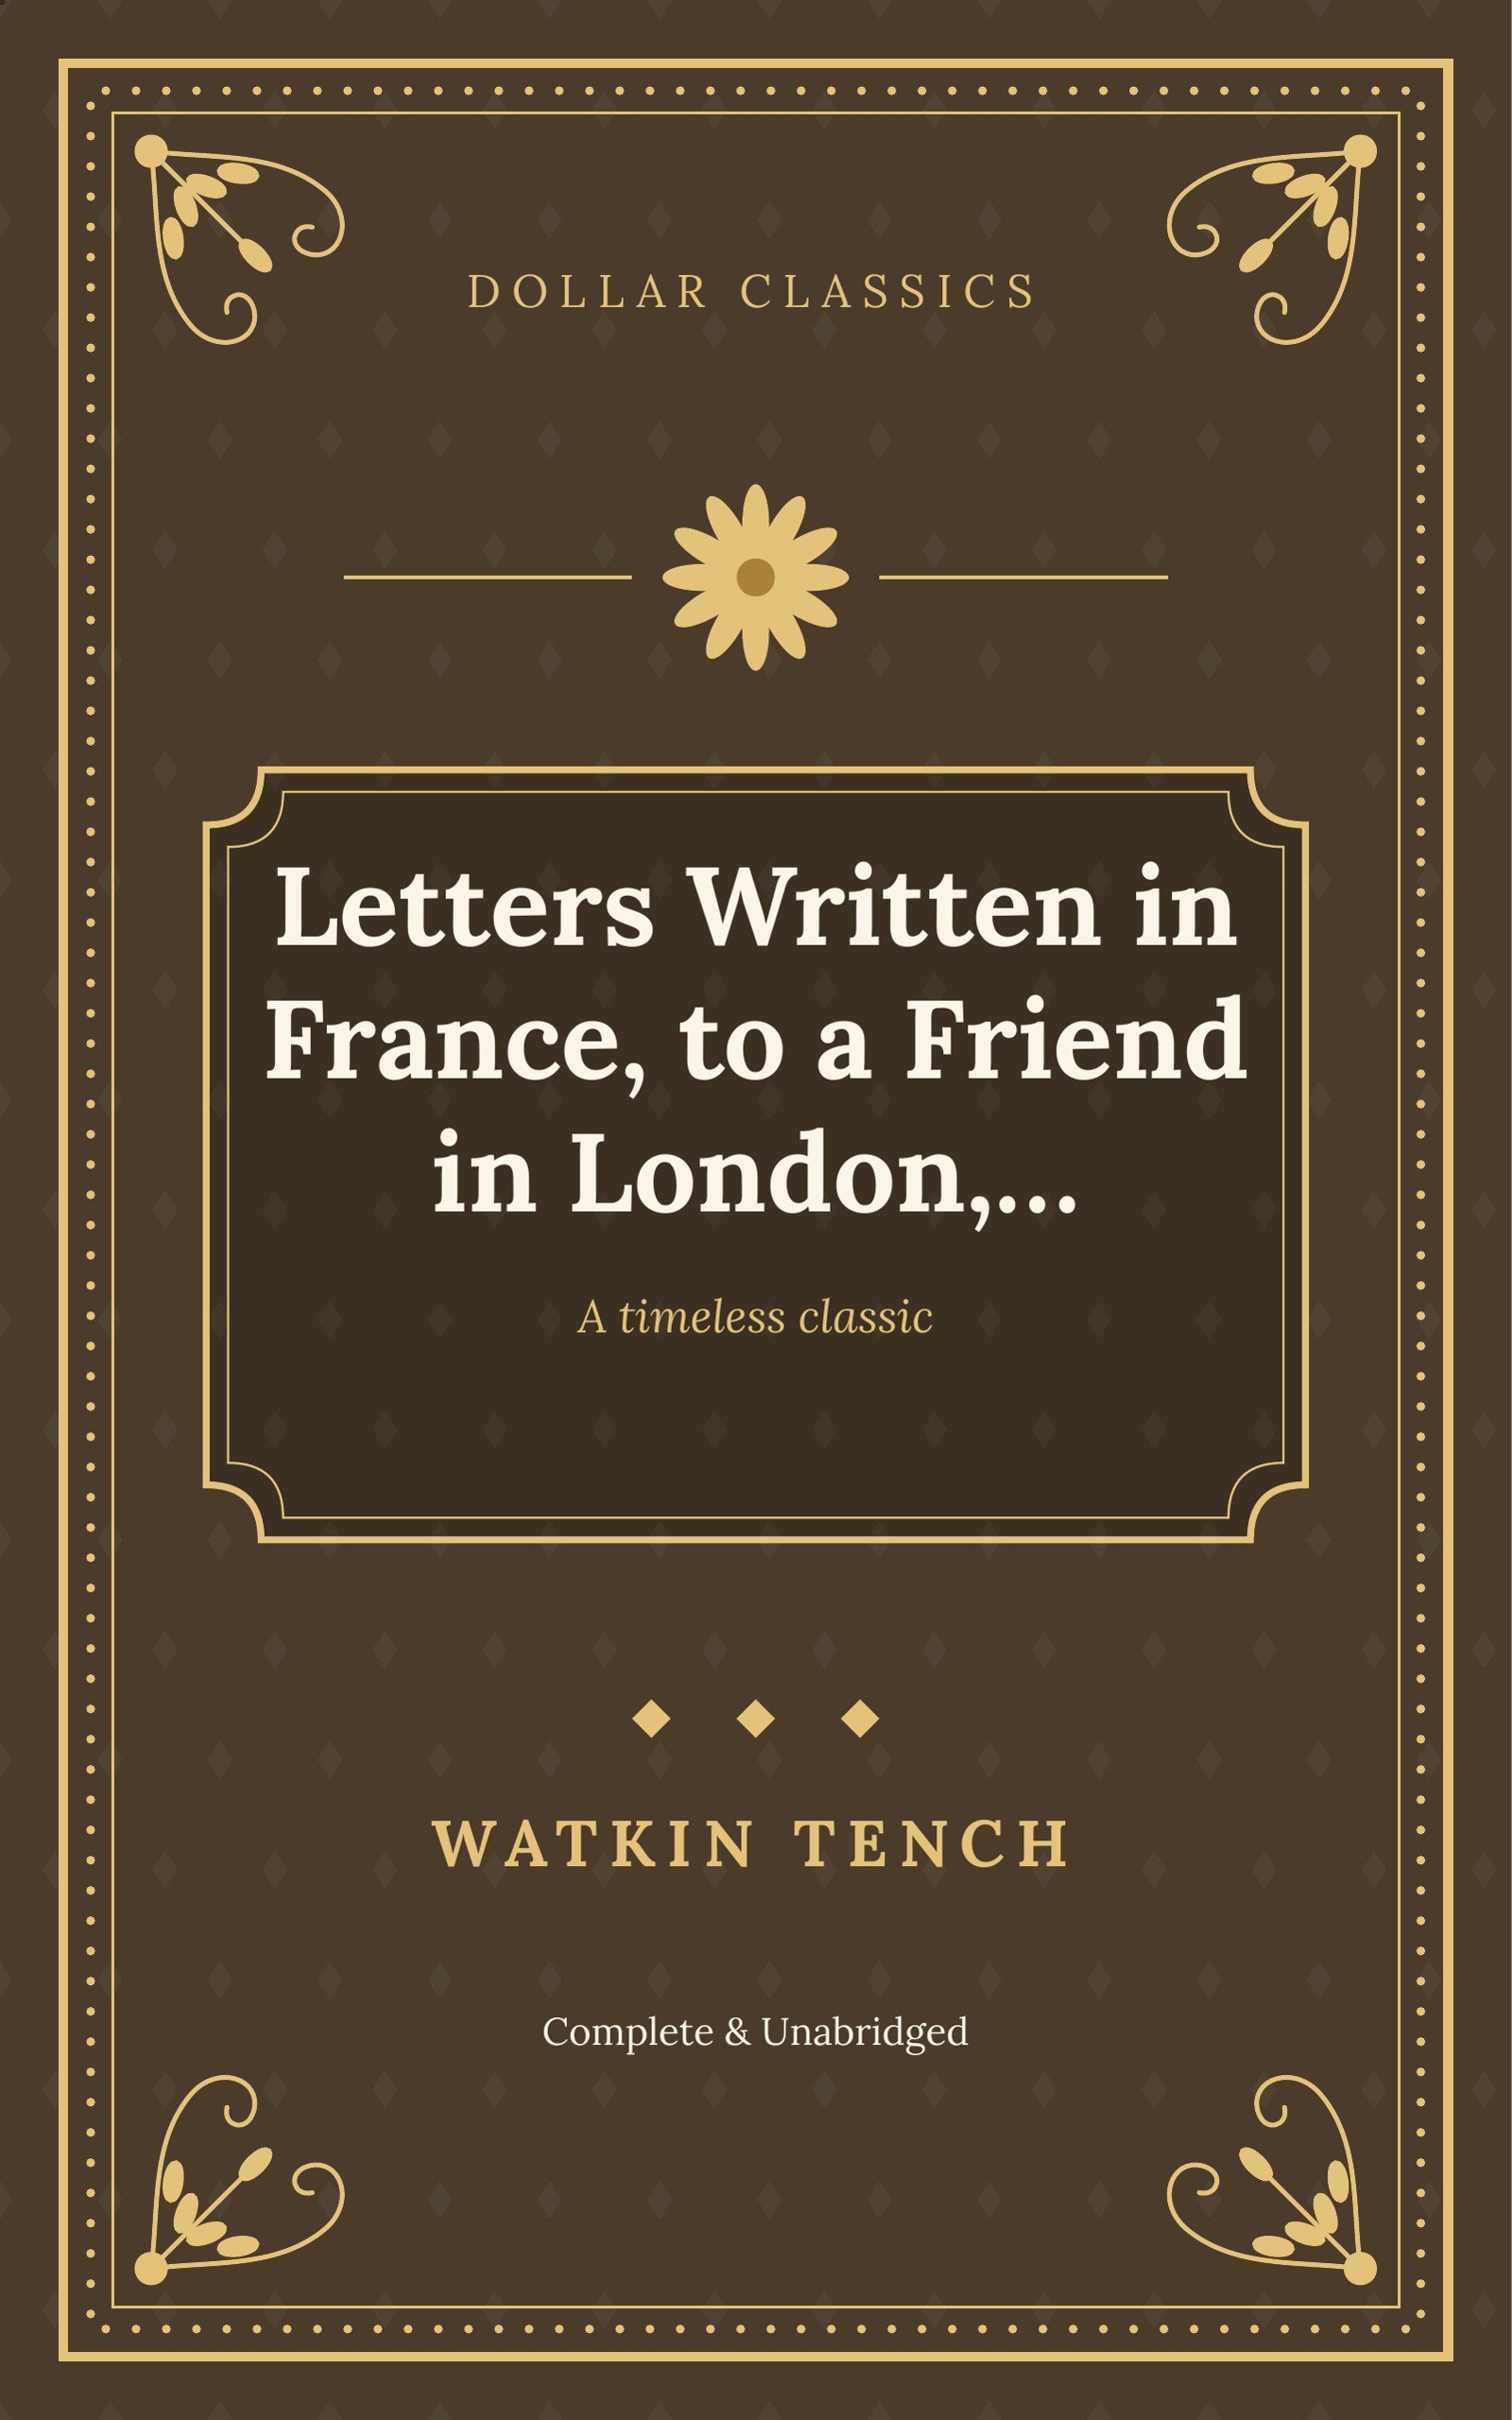 DOLLAR CLASSICS
Letters Written in
France, to a Friend
in London,...
A timeless classic
WATKIN TENCH
Complete & Unabridged